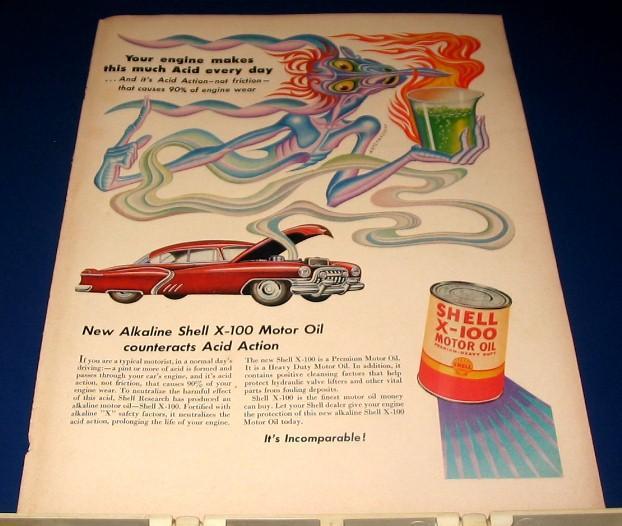 Your engine makes
this much Acid every day
... And it's Acid Action—not friction—
that causes 90% of engine wear
New Alkaline Shell X-100 Motor Oil
counteracts Acid Action
If you are a typical motorist, in a normal day's
driving:—a pint or more of acid is formed and
passes through your car's engine, and it's acid
action, not friction, that causes 90% of your
engine wear. To neutralize the harmful effect
of this acid, Shell Research has produced an
alkaline motor oil—Shell X-100. Fortified with
alkaline "X" safety factors, it neutralizes the
acid action, prolonging the life of your engine.
The new Shell X-100 is a Premium Motor Oil.
It is a Heavy Duty Motor Oil. In addition, it
contains positive cleansing factors that help
protect hydraulic valve lifters and other vital
parts from fouling deposits.
Shell X-100 is the finest motor oil money
can buy. Let your Shell dealer give your engine
the protection of this new alkaline Shell X-100
Motor Oil today.
It's Incomparable!
SHELL
X-100
MOTOR OIL
PREMIUM-HEAVY DUTY
SHELL